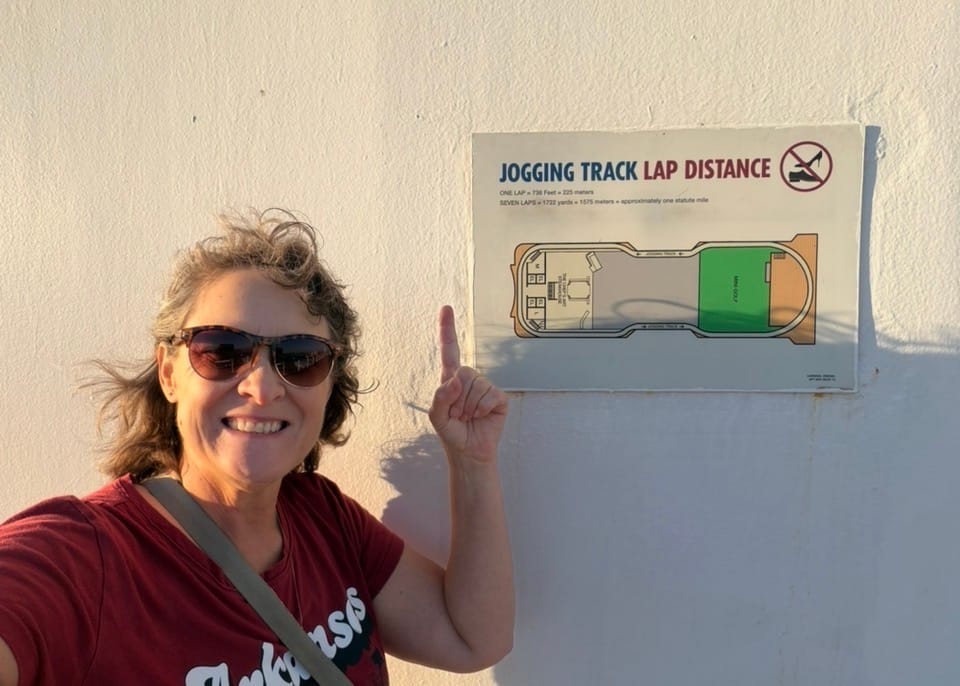 JOGGING TRACK LAP DISTANCE
ONE LAP = 738 Feet = 225 meters
SEVEN LAPS = 1722 yards = 1575 meters = approximately one statute mile
JOGGING TRACK
MINI-GOLF
JOGGING TRACK
Arkansas